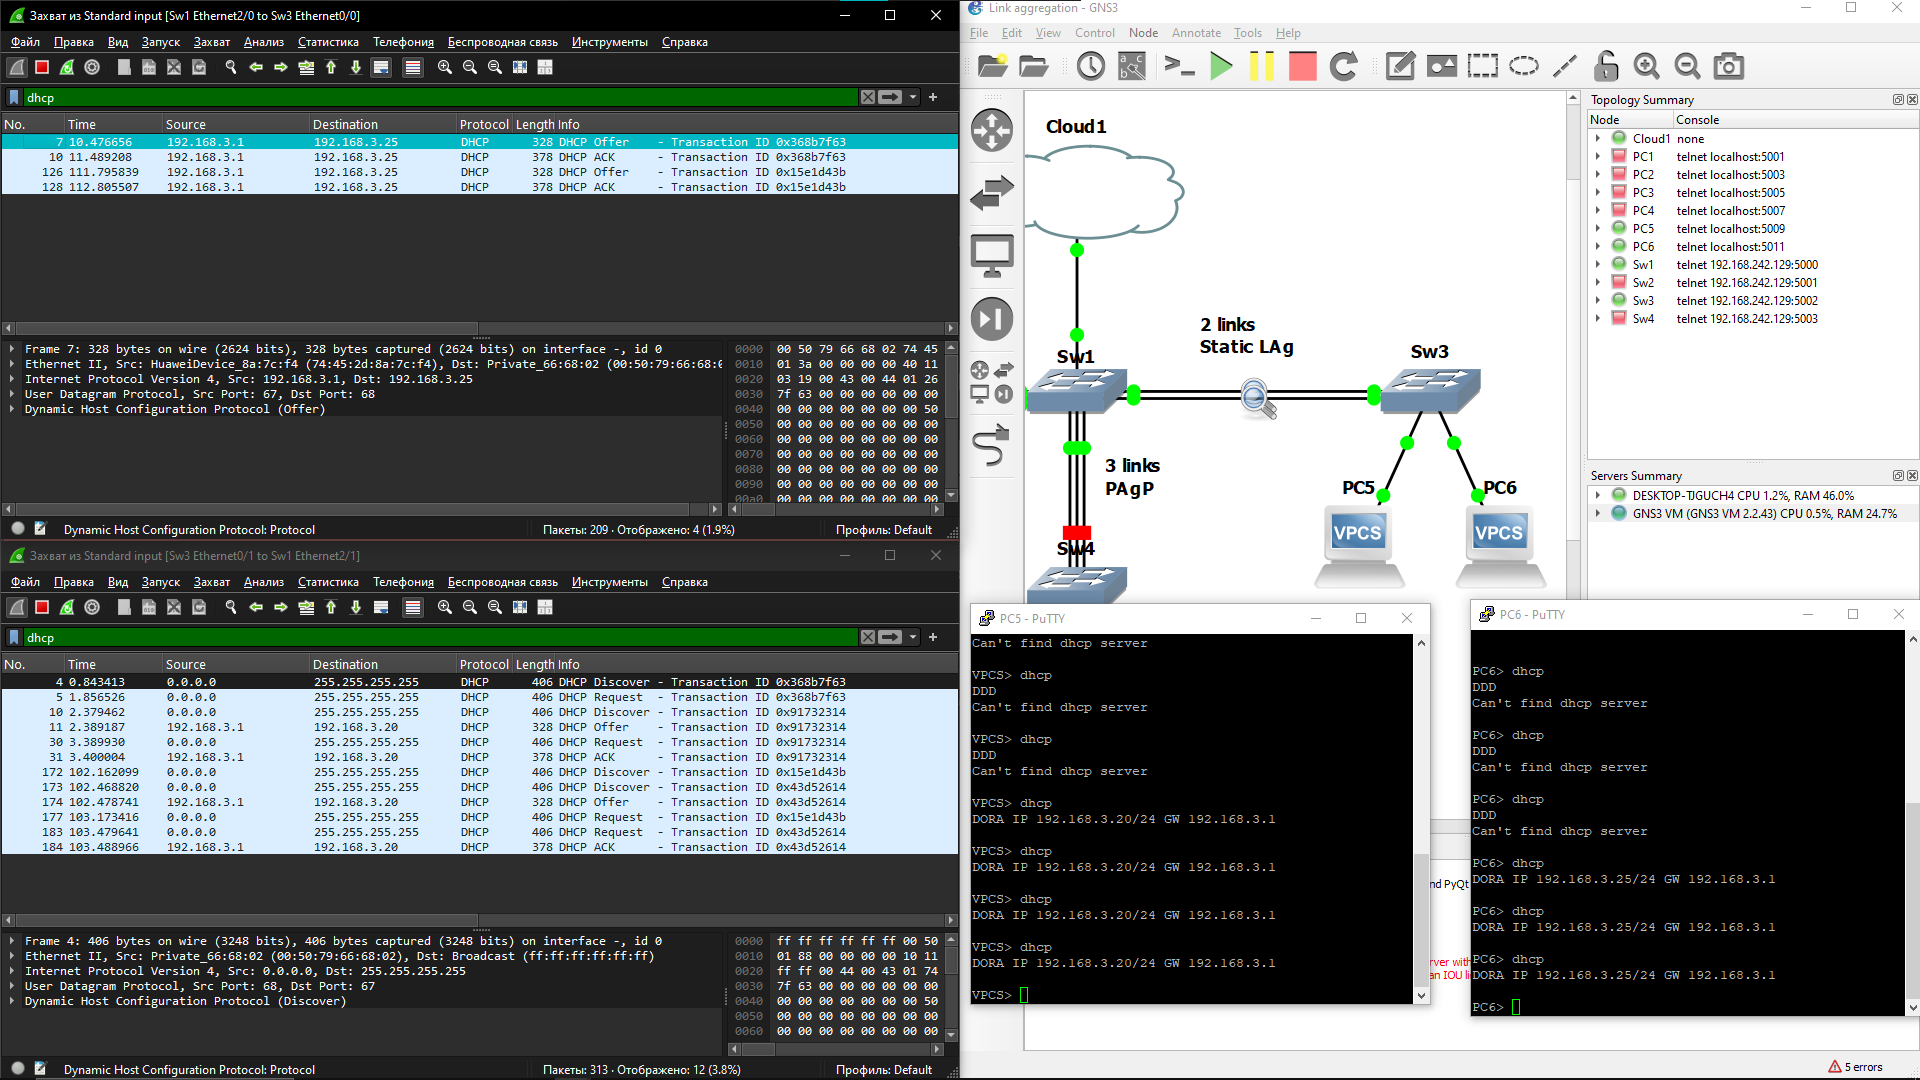 Захват из Standard input [Sw1 Ethernet2/0 to Sw3 Ethernet0/0]
Файл Правка Вид Запуск Захват Анализ Статистика Телефония Беспроводная связь Инструменты Справка
dhcp
No. Time Source Destination Protocol Length Info
7 10.476656 192.168.3.1 192.168.3.25 DHCP 328 DHCP Offer - Transaction ID 0x368b7f63
10 11.489208 192.168.3.1 192.168.3.25 DHCP 378 DHCP ACK - Transaction ID 0x368b7f63
126 111.795839 192.168.3.1 192.168.3.25 DHCP 328 DHCP Offer - Transaction ID 0x15e1d43b
128 112.805507 192.168.3.1 192.168.3.25 DHCP 378 DHCP ACK - Transaction ID 0x15e1d43b
Frame 7: 328 bytes on wire (2624 bits), 328 bytes captured (2624 bits) on interface -, id 0
Ethernet II, Src: HuaweiDevice_8a:7c:f4 (74:45:2d:8a:7c:f4), Dst: Private_66:68:02 (00:50:79:66:68:0
Internet Protocol Version 4, Src: 192.168.3.1, Dst: 192.168.3.25
User Datagram Protocol, Src Port: 67, Dst Port: 68
Dynamic Host Configuration Protocol (Offer)
0000 00 50 79 66 68 02 74 45
0010 01 3a 00 00 00 00 40 11
0020 03 19 00 43 00 44 01 26
0030 7f 63 00 00 00 00 00 00
0040 00 00 00 00 00 00 00 50
0050 00 00 00 00 00 00 00 00
0060 00 00 00 00 00 00 00 00
0070 00 00 00 00 00 00 00 00
0080 00 00 00 00 00 00 00 00
0090 00 00 00 00 00 00 00 00
00a0 00 00 00 00 00 00 00 00
Dynamic Host Configuration Protocol: Protocol
Пакеты: 209 · Отображено: 4 (1.9%)
Профиль: Default
Захват из Standard input [Sw3 Ethernet0/1 to Sw1 Ethernet2/1]
Файл Правка Вид Запуск Захват Анализ Статистика Телефония Беспроводная связь Инструменты Справка
dhcp
No. Time Source Destination Protocol Length Info
4 0.843413 0.0.0.0 255.255.255.255 DHCP 406 DHCP Discover - Transaction ID 0x368b7f63
5 1.856526 0.0.0.0 255.255.255.255 DHCP 406 DHCP Request - Transaction ID 0x368b7f63
10 2.379462 0.0.0.0 255.255.255.255 DHCP 406 DHCP Discover - Transaction ID 0x91732314
11 2.389187 192.168.3.1 192.168.3.20 DHCP 328 DHCP Offer - Transaction ID 0x91732314
30 3.389930 0.0.0.0 255.255.255.255 DHCP 406 DHCP Request - Transaction ID 0x91732314
31 3.400004 192.168.3.1 192.168.3.20 DHCP 378 DHCP ACK - Transaction ID 0x91732314
172 102.162099 0.0.0.0 255.255.255.255 DHCP 406 DHCP Discover - Transaction ID 0x15e1d43b
173 102.468820 0.0.0.0 255.255.255.255 DHCP 406 DHCP Discover - Transaction ID 0x43d52614
174 102.478741 192.168.3.1 192.168.3.20 DHCP 328 DHCP Offer - Transaction ID 0x43d52614
177 103.173416 0.0.0.0 255.255.255.255 DHCP 406 DHCP Request - Transaction ID 0x15e1d43b
183 103.479641 0.0.0.0 255.255.255.255 DHCP 406 DHCP Request - Transaction ID 0x43d52614
184 103.488966 192.168.3.1 192.168.3.20 DHCP 378 DHCP ACK - Transaction ID 0x43d52614
Frame 4: 406 bytes on wire (3248 bits), 406 bytes captured (3248 bits) on interface -, id 0
Ethernet II, Src: Private_66:68:02 (00:50:79:66:68:02), Dst: Broadcast (ff:ff:ff:ff:ff:ff)
Internet Protocol Version 4, Src: 0.0.0.0, Dst: 255.255.255.255
User Datagram Protocol, Src Port: 68, Dst Port: 67
Dynamic Host Configuration Protocol (Discover)
0000 ff ff ff ff ff ff 00 50
0010 01 88 00 00 00 00 10 11
0020 ff ff 00 44 00 43 01 74
0030 7f 63 00 00 00 00 00 00
0040 00 00 00 00 00 00 00 50
0050 00 00 00 00 00 00 00 00
0060 00 00 00 00 00 00 00 00
Dynamic Host Configuration Protocol: Protocol
Пакеты: 313 · Отображено: 12 (3.8%)
Профиль: Default
Link aggregation - GNS3
File Edit View Control Node Annotate Tools Help
Cloud1
2 links
Static LAg
Sw1
Sw3
3 links
PAgP
PC5
PC6
VPCS
VPCS
Sw4
Topology Summary
Node Console
Cloud1 none
PC1 telnet localhost:5001
PC2 telnet localhost:5003
PC3 telnet localhost:5005
PC4 telnet localhost:5007
PC5 telnet localhost:5009
PC6 telnet localhost:5011
Sw1 telnet 192.168.242.129:5000
Sw2 telnet 192.168.242.129:5001
Sw3 telnet 192.168.242.129:5002
Sw4 telnet 192.168.242.129:5003
Servers Summary
DESKTOP-TJGUCH4 CPU 1.2%, RAM 46.0%
GNS3 VM (GNS3 VM 2.2.43) CPU 0.5%, RAM 24.7%
PC5 - PuTTY
Can't find dhcp server
VPCS> dhcp
DDD
Can't find dhcp server
VPCS> dhcp
DDD
Can't find dhcp server
VPCS> dhcp
DORA IP 192.168.3.20/24 GW 192.168.3.1
VPCS> dhcp
DORA IP 192.168.3.20/24 GW 192.168.3.1
VPCS> dhcp
DORA IP 192.168.3.20/24 GW 192.168.3.1
VPCS> dhcp
DORA IP 192.168.3.20/24 GW 192.168.3.1
VPCS>
nd PyQt
rver with
an IOU li
PC6 - PuTTY
PC6> dhcp
DDD
Can't find dhcp server
PC6> dhcp
DDD
Can't find dhcp server
PC6> dhcp
DDD
Can't find dhcp server
PC6> dhcp
DORA IP 192.168.3.25/24 GW 192.168.3.1
PC6> dhcp
DORA IP 192.168.3.25/24 GW 192.168.3.1
PC6> dhcp
DORA IP 192.168.3.25/24 GW 192.168.3.1
PC6>
5 errors